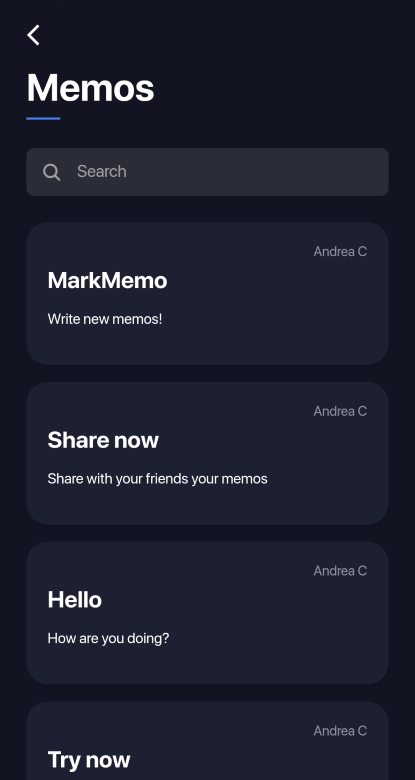 Memos
Search
Andrea C
MarkMemo
Write new memos!
Andrea C
Share now
Share with your friends your memos
Andrea C
Hello
How are you doing?
Andrea C
Try now